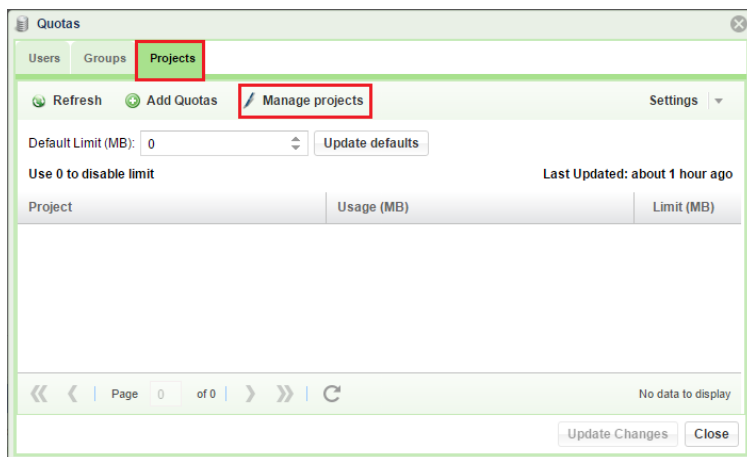 Quotas
Users Groups Projects
Refresh Add Quotas Manage projects Settings
Default Limit (MB): 0 Update defaults
Use 0 to disable limit Last Updated: about 1 hour ago
Project Usage (MB) Limit (MB)
Page 0 of 0 No data to display
Update Changes Close